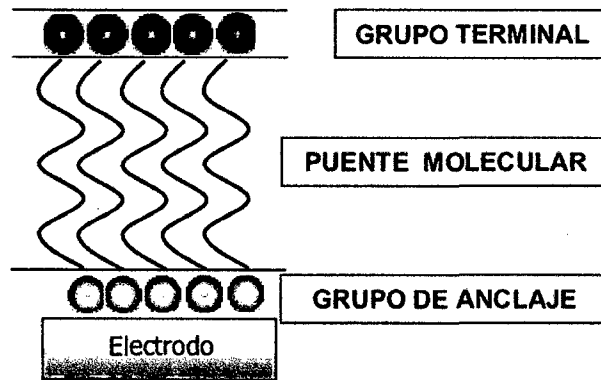 GRUPO TERMINAL
PUENTE MOLECULAR
GRUPO DE ANCLAJE
Electrodo